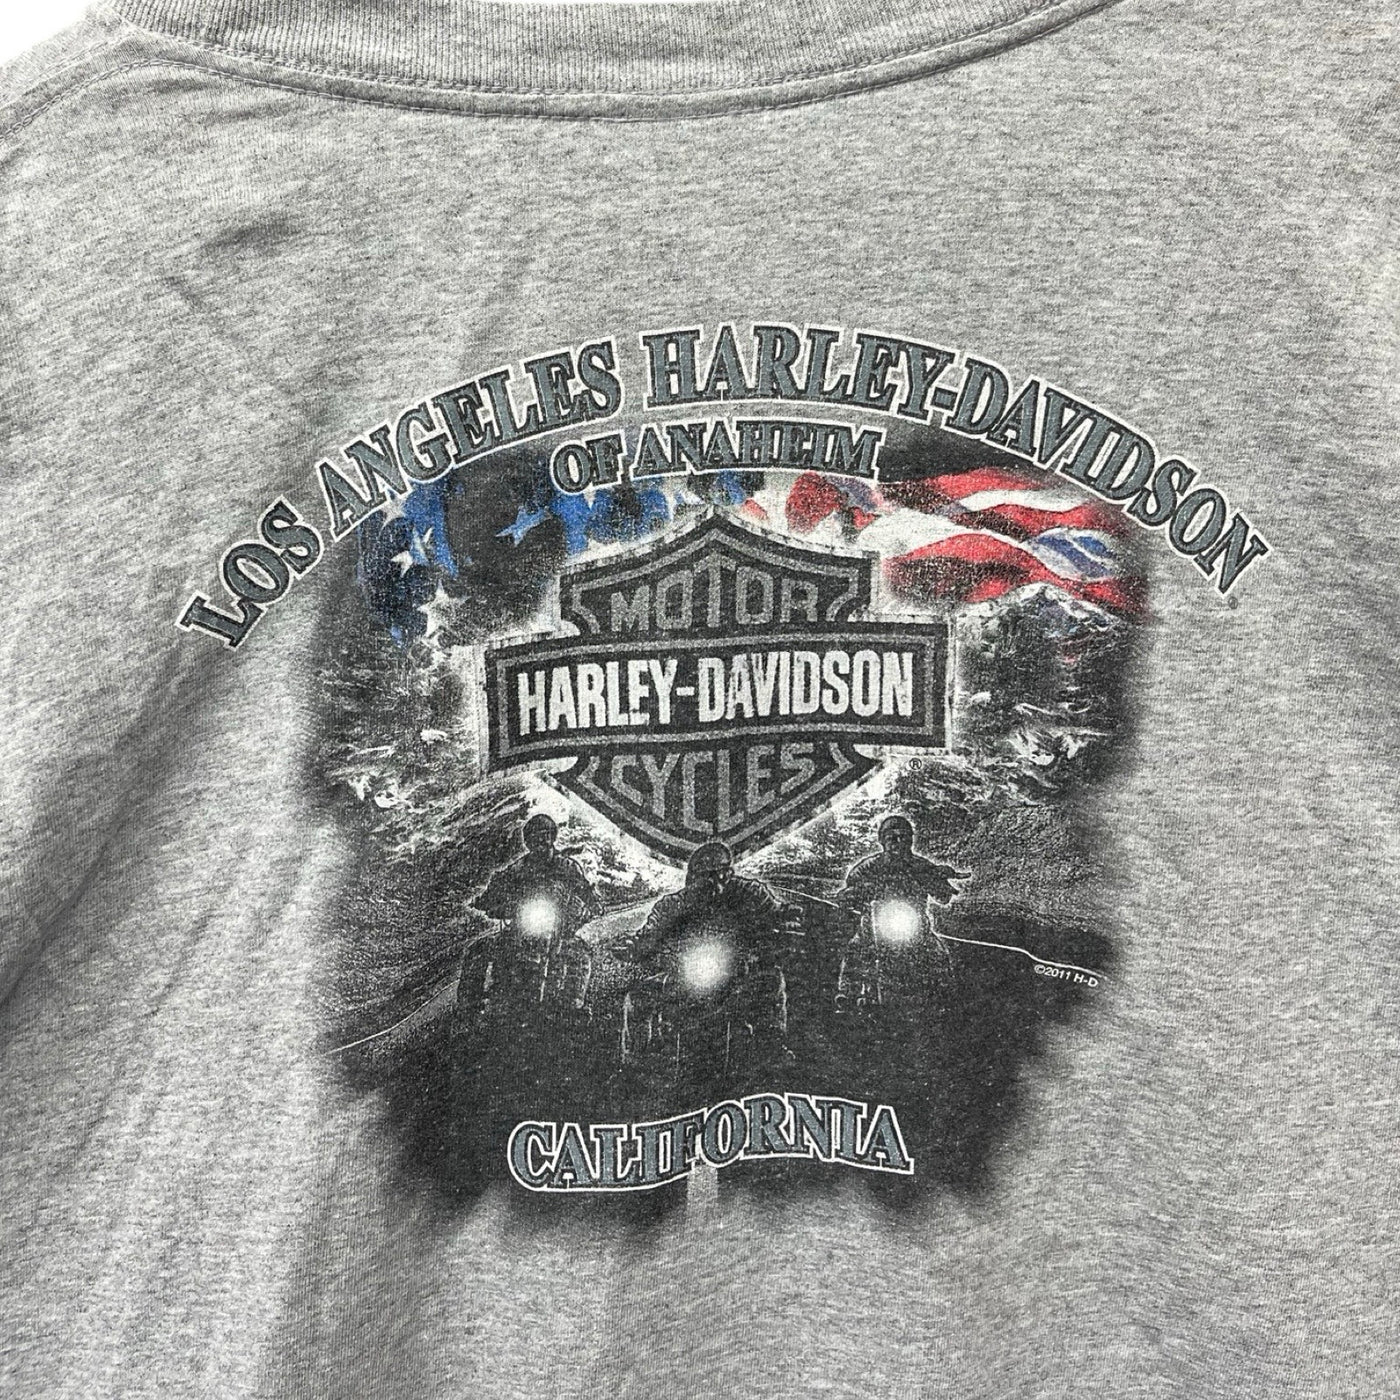 LOS ANGELES HARLEY-DAVIDSON®
OF ANAHEIM
MOTOR
HARLEY-DAVIDSON
CYCLES
®
©2011 H-D
CALIFORNIA